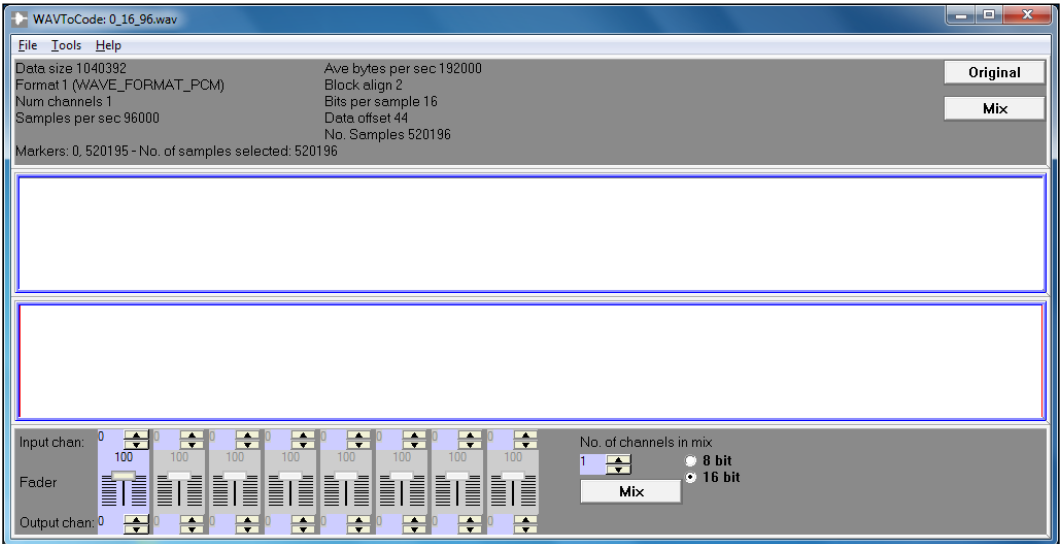 WAVToCode: 0_16_96.wav
File Tools Help
Data size 1040392 Ave bytes per sec 192000
Format 1 (WAVE_FORMAT_PCM) Block align 2
Num channels 1 Bits per sample 16
Samples per sec 96000 Data offset 44
No. Samples 520196
Markers: 0, 520195 - No. of samples selected: 520196
Original
Mix
Input chan: 0 0 0 0 0 0 0 0
100 100 100 100 100 100 100 100
Fader
Output chan: 0 0 0 0 0 0 0 0
No. of channels in mix
1 8 bit
16 bit
Mix